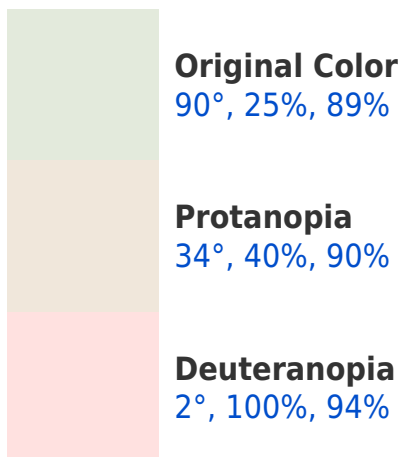 Original Color
90°, 25%, 89%
Protanopia
34°, 40%, 90%
Deuteranopia
2°, 100%, 94%